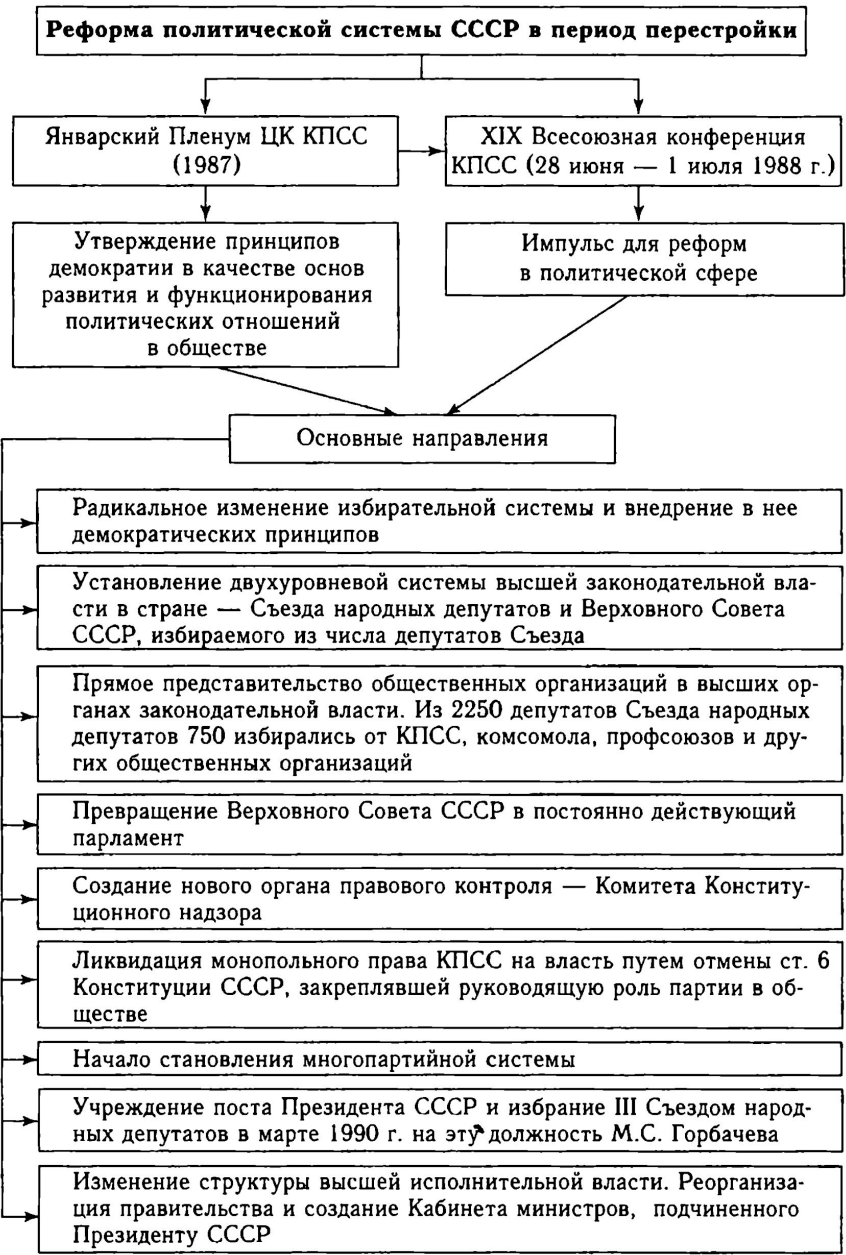 Реформа политической системы СССР в период перестройки
Январский Пленум ЦК КПСС
(1987)
XIX Всесоюзная конференция
КПСС (28 июня — 1 июля 1988 г.)
Утверждение принципов
демократии в качестве основ
развития и функционирования
политических отношений
в обществе
Импульс для реформ
в политической сфере
Основные направления
Радикальное изменение избирательной системы и внедрение в нее
демократических принципов
Установление двухуровневой системы высшей законодательной вла-
сти в стране — Съезда народных депутатов и Верховного Совета
СССР, избираемого из числа депутатов Съезда
Прямое представительство общественных организаций в высших ор-
ганах законодательной власти. Из 2250 депутатов Съезда народных
депутатов 750 избирались от КПСС, комсомола, профсоюзов и дру-
гих общественных организаций
Превращение Верховного Совета СССР в постоянно действующий
парламент
Создание нового органа правового контроля — Комитета Конститу-
ционного надзора
Ликвидация монопольного права КПСС на власть путем отмены ст. 6
Конституции СССР, закреплявшей руководящую роль партии в об-
ществе
Начало становления многопартийной системы
Учреждение поста Президента СССР и избрание III Съездом народ-
ных депутатов в марте 1990 г. на эту должность М.С. Горбачева
Изменение структуры высшей исполнительной власти. Реорганиза-
ция правительства и создание Кабинета министров, подчиненного
Президенту СССР